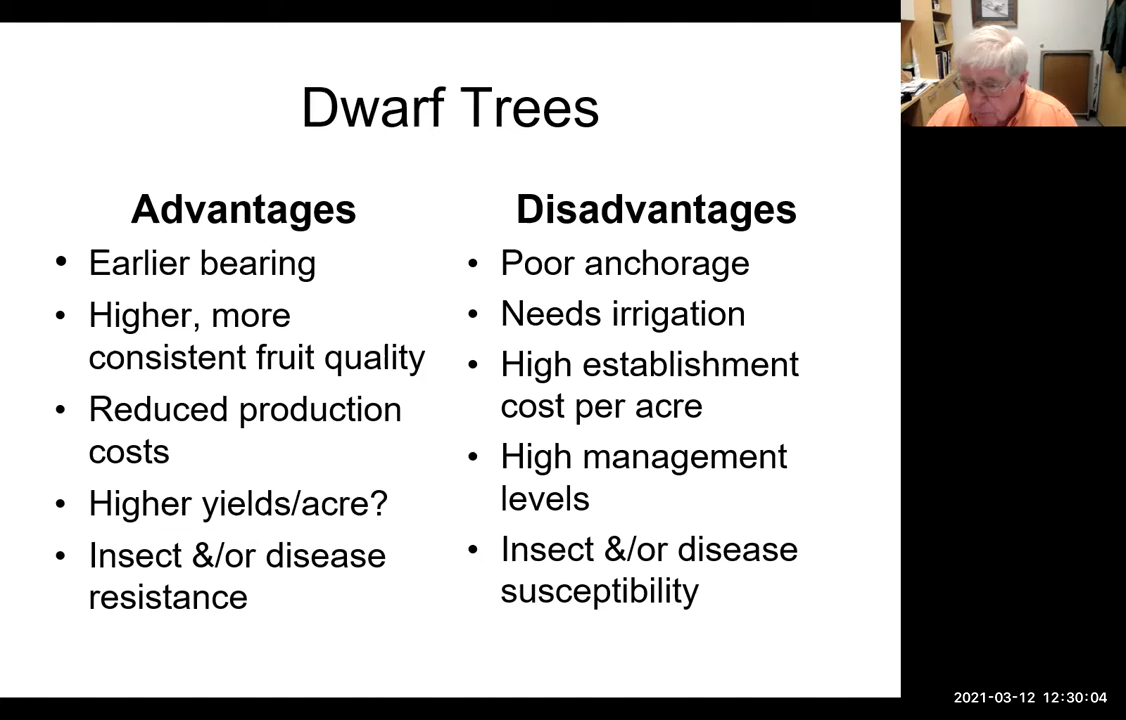 Dwarf Trees
Advantages
• Earlier bearing
• Higher, more
consistent fruit quality
• Reduced production
costs
• Higher yields/acre?
• Insect &/or disease
resistance
Disadvantages
• Poor anchorage
• Needs irrigation
• High establishment
cost per acre
• High management
levels
• Insect &/or disease
susceptibility
2021-03-12 12:30:04